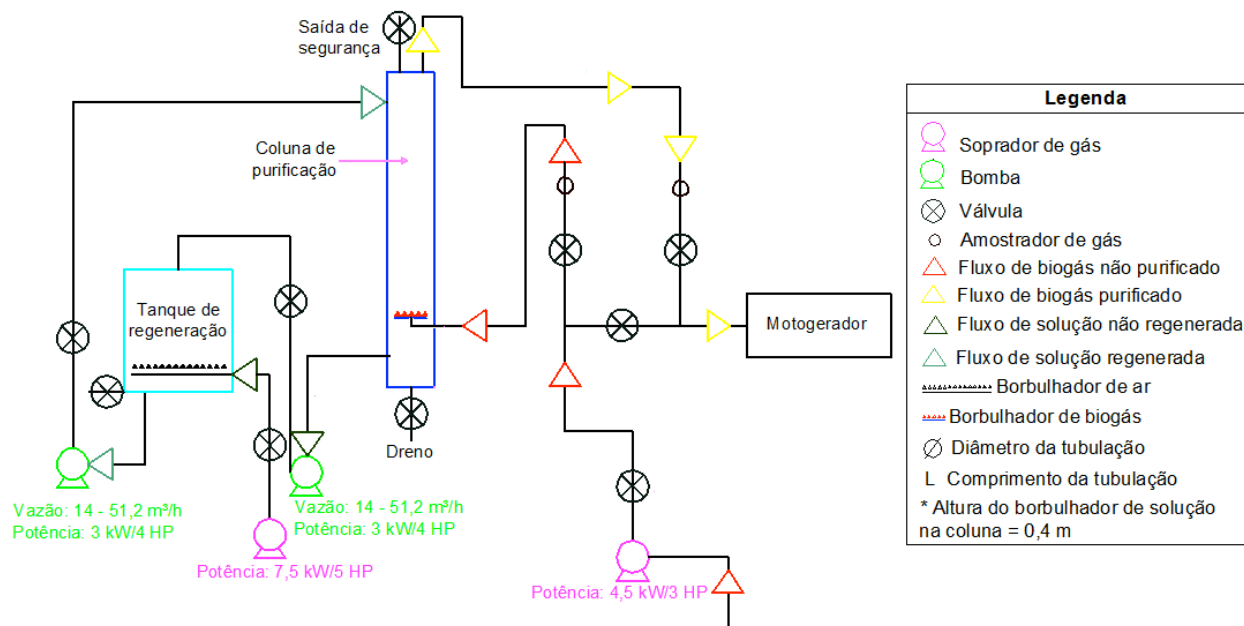 Saída de
segurança
Coluna de
purificação
Tanque de
regeneração
Motogerador
Dreno
Vazão: 14 - 51,2 m³/h
Potência: 3 kW/4 HP
Vazão: 14 - 51,2 m³/h
Potência: 3 kW/4 HP
Potência: 7,5 kW/5 HP
Potência: 4,5 kW/3 HP
Legenda
Soprador de gás
Bomba
Válvula
Amostrador de gás
Fluxo de biogás não purificado
Fluxo de biogás purificado
Fluxo de solução não regenerada
Fluxo de solução regenerada
Borbulhador de ar
Borbulhador de biogás
Diâmetro da tubulação
L Comprimento da tubulação
* Altura do borbulhador de solução
na coluna = 0,4 m